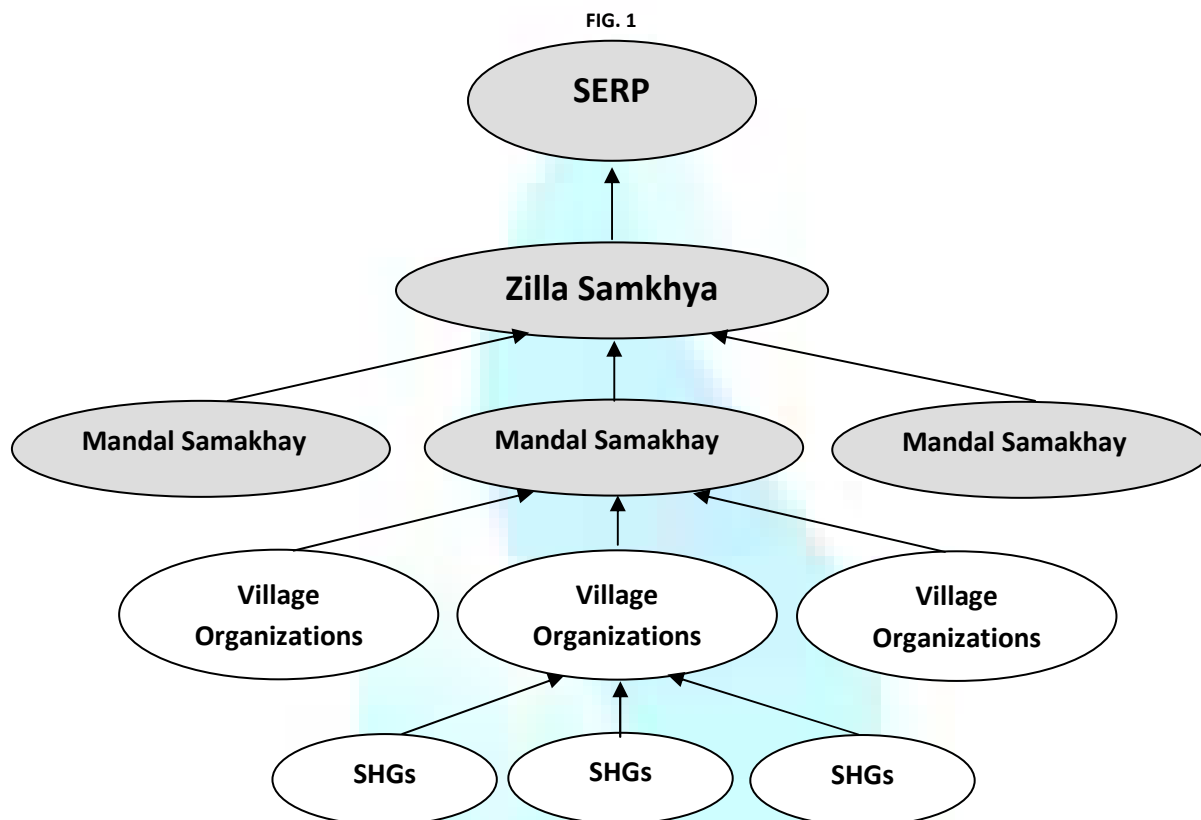 FIG. 1
SERP
Zilla Samkhya
Mandal Samakhay
Mandal Samakhay
Mandal Samakhay
Village
Organizations
Village
Organizations
Village
Organizations
SHGs
SHGs
SHGs